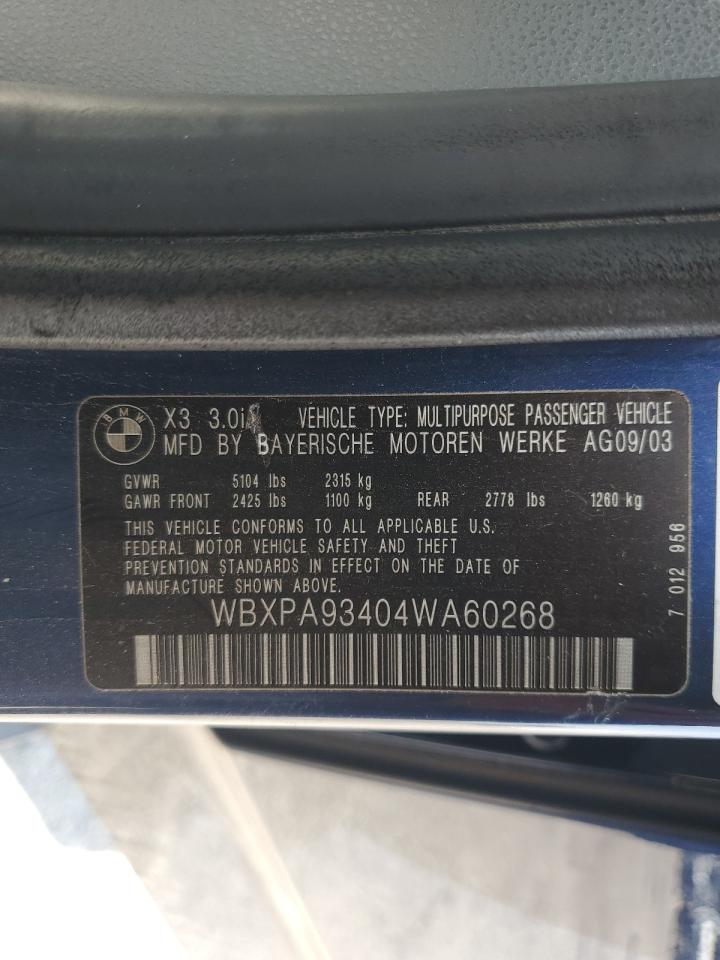 BMW
X3 3.0i VEHICLE TYPE: MULTIPURPOSE PASSENGER VEHICLE
MFD BY BAYERISCHE MOTOREN WERKE AG09/03
GVWR 5104 lbs 2315 kg
GAWR FRONT 2425 lbs 1100 kg REAR 2778 lbs 1260 kg
THIS VEHICLE CONFORMS TO ALL APPLICABLE U.S.
FEDERAL MOTOR VEHICLE SAFETY AND THEFT
PREVENTION STANDARDS IN EFFECT ON THE DATE OF
MANUFACTURE SHOWN ABOVE.
WBXPA93404WA60268
7 012 956